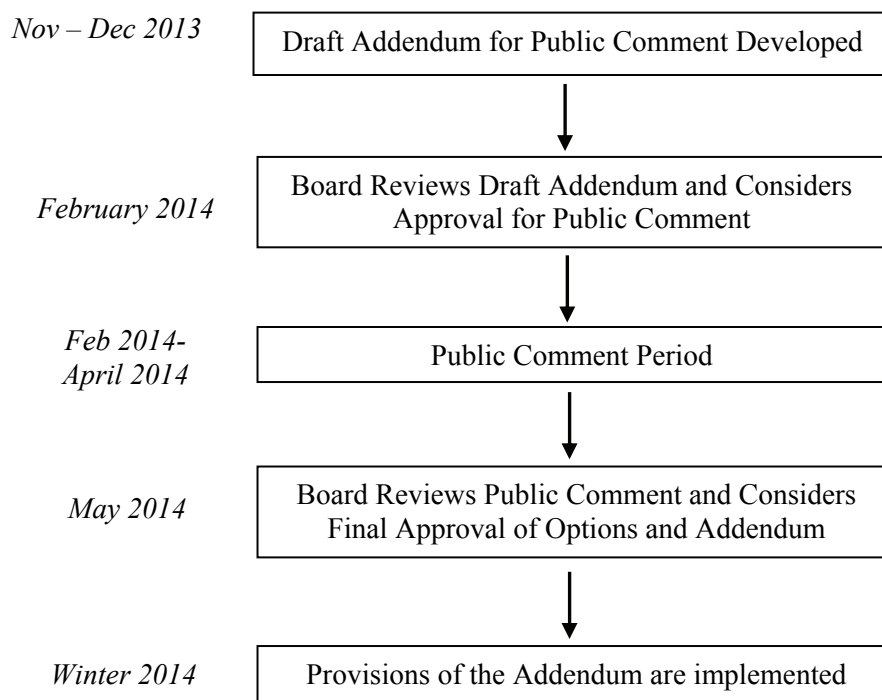 Nov – Dec 2013
Draft Addendum for Public Comment Developed
February 2014
Board Reviews Draft Addendum and Considers
Approval for Public Comment
Feb 2014-
April 2014
Public Comment Period
May 2014
Board Reviews Public Comment and Considers
Final Approval of Options and Addendum
Winter 2014
Provisions of the Addendum are implemented